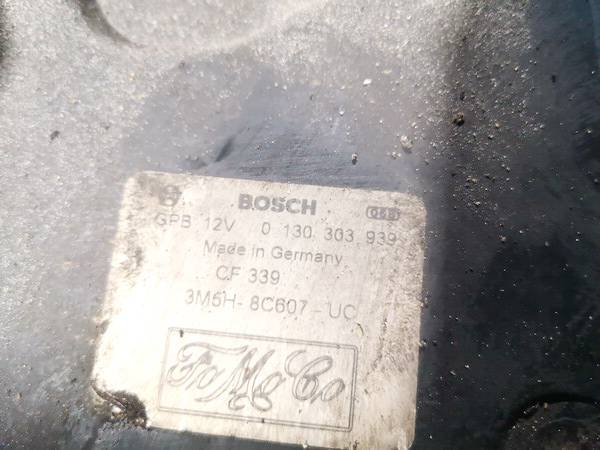 BOSCH
GPB 12V 0 130 303 939
Made in Germany
CF 339
3M5H-8C607-UC
FoMoCo